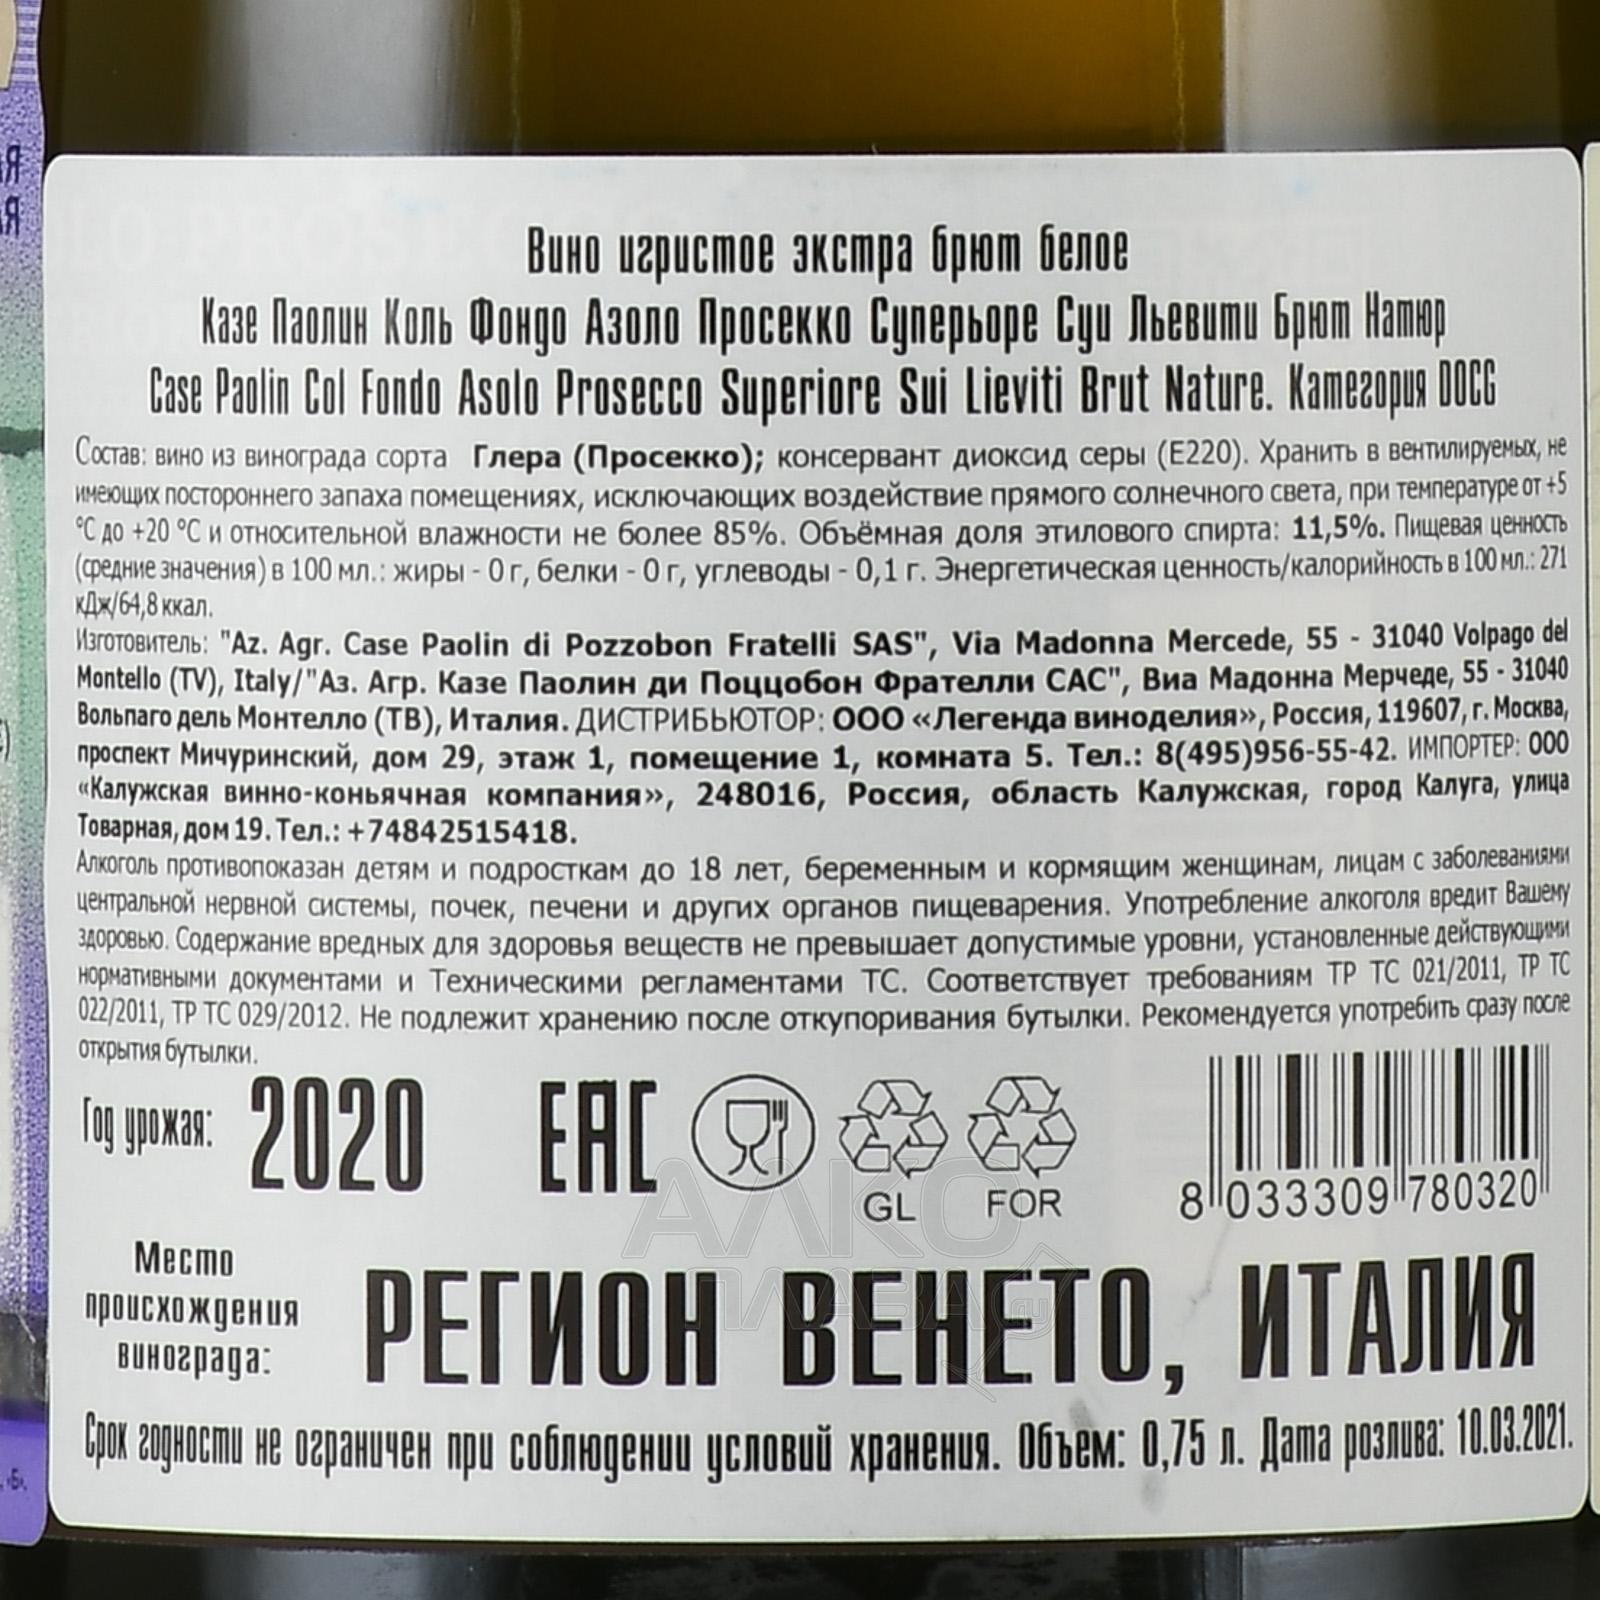 Вино игристое экстра брют белое
Казе Паолин Коль Фондо Азоло Просекко Суперьоре Суи Льевити Брют Натюр
Case Paolin Col Fondo Asolo Prosecco Superiore Sui Lieviti Brut Nature. Категория DOCG
Состав: вино из винограда сорта Глера (Просекко); консервант диоксид серы (Е220). Хранить в вентилируемых, не
имеющих постороннего запаха помещениях, исключающих воздействие прямого солнечного света, при температуре от +5
°С до +20 °С и относительной влажности не более 85%. Объёмная доля этилового спирта: 11,5%. Пищевая ценность
(средние значения) в 100 мл.: жиры - 0 г, белки - 0 г, углеводы - 0,1 г. Энергетическая ценность/калорийность в 100 мл.: 271
кДж/64,8 ккал.
Изготовитель: "Az. Agr. Case Paolin di Pozzobon Fratelli SAS", Via Madonna Mercede, 55 - 31040 Volpago del
Montello (TV), Italy/"Аз. Агр. Казе Паолин ди Поццобон Фрателли САС", Виа Мадонна Мерчеде, 55 - 31040
Вольпаго дель Монтелло (ТВ), Италия. ДИСТРИБЬЮТОР: ООО «Легенда виноделия», Россия, 119607, г. Москва,
проспект Мичуринский, дом 29, этаж 1, помещение 1, комната 5. Тел.: 8(495)956-55-42. ИМПОРТЕР: ООО
«Калужская винно-коньячная компания», 248016, Россия, область Калужская, город Калуга, улица
Товарная, дом 19. Тел.: +74842515418.
Алкоголь противопоказан детям и подросткам до 18 лет, беременным и кормящим женщинам, лицам с заболеваниями
центральной нервной системы, почек, печени и других органов пищеварения. Употребление алкоголя вредит Вашему
здоровью. Содержание вредных для здоровья веществ не превышает допустимые уровни, установленные действующими
нормативными документами и Техническими регламентами ТС. Соответствует требованиям ТР ТС 021/2011, ТР ТС
022/2011, ТР ТС 029/2012. Не подлежит хранению после откупоривания бутылки. Рекомендуется употребить сразу после
открытия бутылки.
Год урожая: 2020 EAC
GL FOR
8 033309 780320
Место
происхождения
винограда:
РЕГИОН ВЕНЕТО, ИТАЛИЯ
АЛКО
ПЛАВАА.ru
Срок годности не ограничен при соблюдении условий хранения. Объем: 0,75 л. Дата розлива: 10.03.2021.